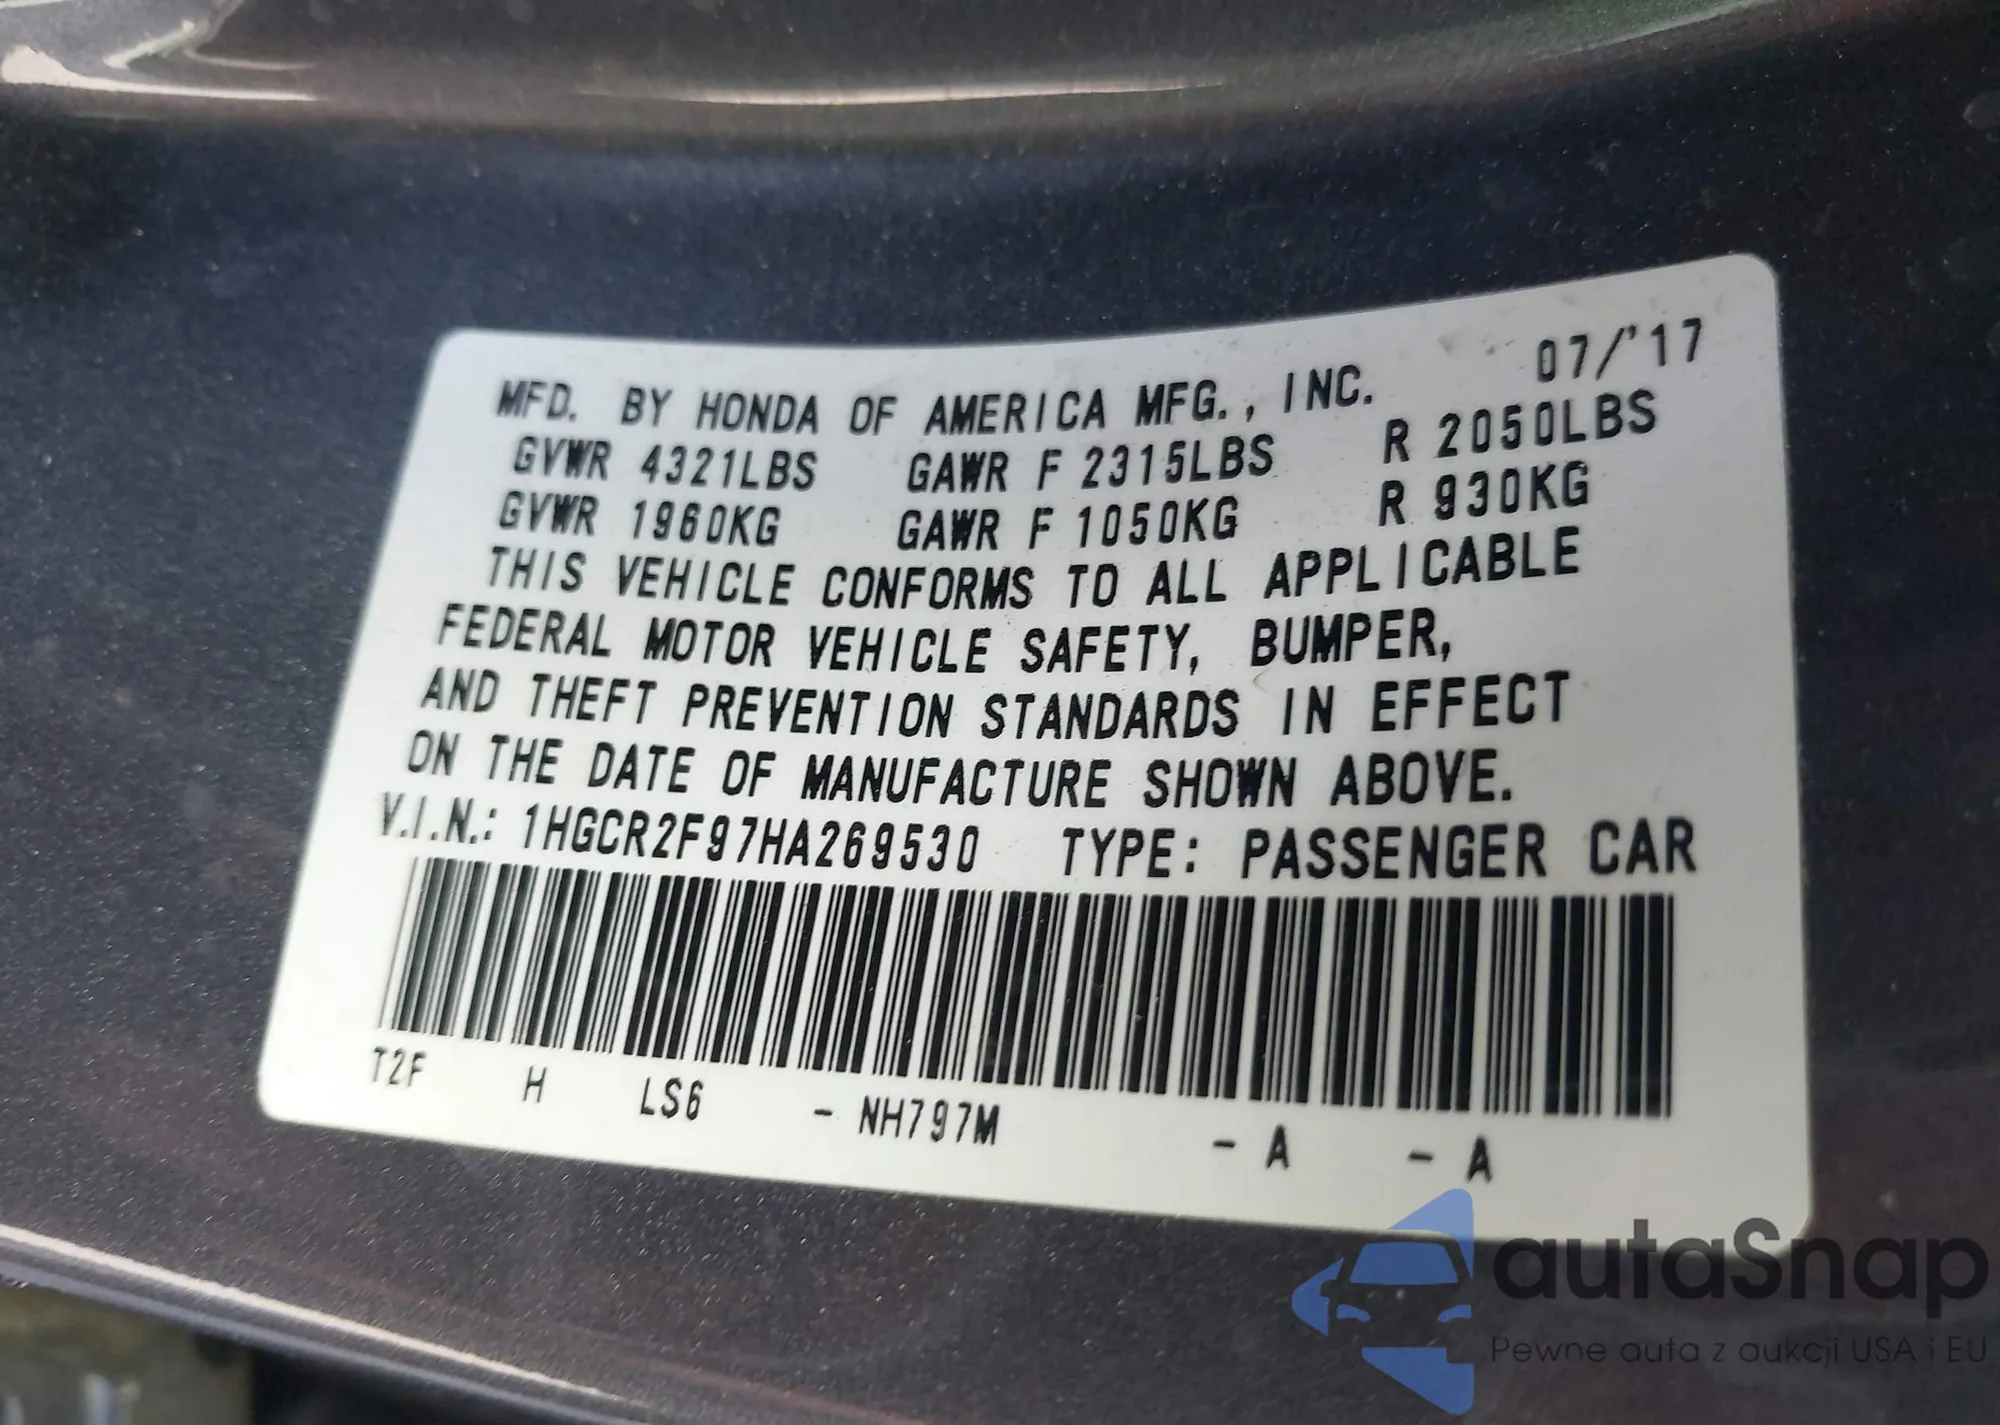 MFD. BY HONDA OF AMERICA MFG., INC. 07/'17
GVWR 4321LBS GAWR F 2315LBS R 2050LBS
GVWR 1960KG GAWR F 1050KG R 930KG
THIS VEHICLE CONFORMS TO ALL APPLICABLE
FEDERAL MOTOR VEHICLE SAFETY, BUMPER,
AND THEFT PREVENTION STANDARDS IN EFFECT
ON THE DATE OF MANUFACTURE SHOWN ABOVE.
V.I.N.: 1HGCR2F97HA269530 TYPE: PASSENGER CAR
T2F H LS6 - NH797M - A - A
autaSnap
Pewne auta z aukcji USA i EU